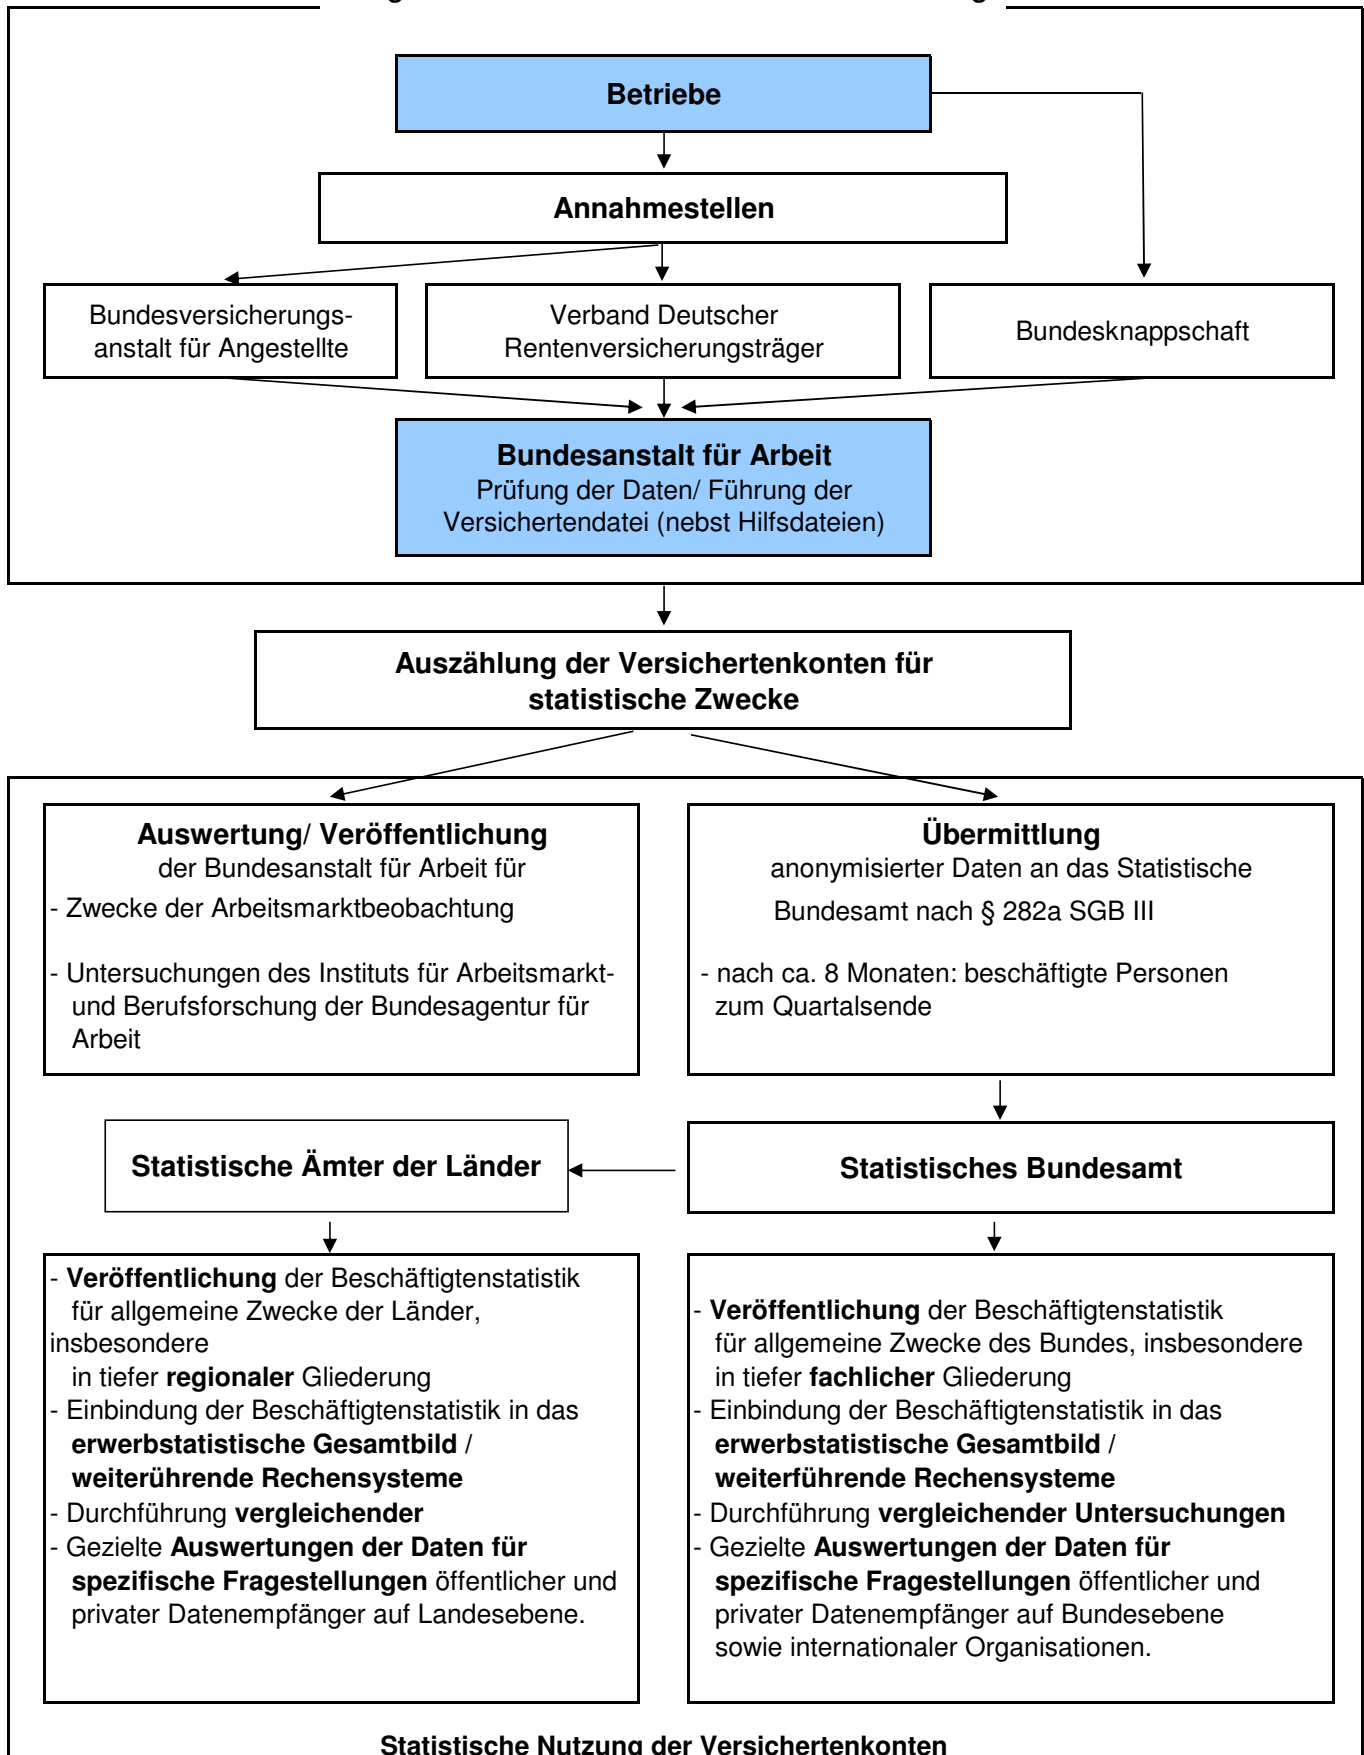 Betriebe
Annahmestellen
Bundesversicherungs-
anstalt für Angestellte
Verband Deutscher
Rentenversicherungsträger
Bundesknappschaft
Bundesanstalt für Arbeit
Prüfung der Daten/ Führung der
Versichertendatei (nebst Hilfsdateien)
Auszählung der Versichertenkonten für
statistische Zwecke
Auswertung/ Veröffentlichung
der Bundesanstalt für Arbeit für
- Zwecke der Arbeitsmarktbeobachtung
- Untersuchungen des Instituts für Arbeitsmarkt-
und Berufsforschung der Bundesagentur für
Arbeit
Übermittlung
anonymisierter Daten an das Statistische
Bundesamt nach § 282a SGB III
- nach ca. 8 Monaten: beschäftigte Personen
zum Quartalsende
Statistische Ämter der Länder
Statistisches Bundesamt
- Veröffentlichung der Beschäftigtenstatistik
für allgemeine Zwecke der Länder,
insbesondere
in tiefer regionaler Gliederung
- Einbindung der Beschäftigtenstatistik in das
erwerbstatistische Gesamtbild /
weiterührende Rechensysteme
- Durchführung vergleichender
- Gezielte Auswertungen der Daten für
spezifische Fragestellungen öffentlicher und
privater Datenempfänger auf Landesebene.
- Veröffentlichung der Beschäftigtenstatistik
für allgemeine Zwecke des Bundes, insbesondere
in tiefer fachlicher Gliederung
- Einbindung der Beschäftigtenstatistik in das
erwerbstatistische Gesamtbild /
weiterführende Rechensysteme
- Durchführung vergleichender Untersuchungen
- Gezielte Auswertungen der Daten für
spezifische Fragestellungen öffentlicher und
privater Datenempfänger auf Bundesebene
sowie internationaler Organisationen.
Statistische Nutzung der Versichertenkonten